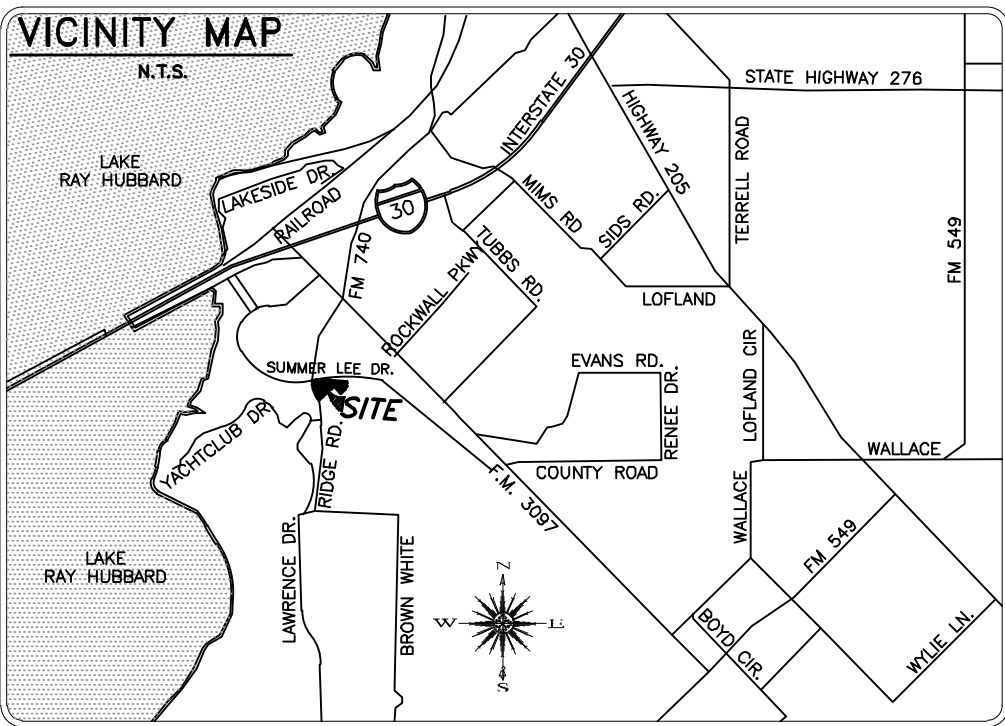 VICINITY MAP
N.T.S.
LAKE
RAY HUBBARD
LAKESIDE DR.
RAILROAD
30
INTERSTATE 30
STATE HIGHWAY 276
HIGHWAY 205
TERRELL ROAD
FM 549
MIMS RD
SIDS RD.
LOFLAND
FM 740
TUBBS RD.
ROCKWALL PKWY
SUMMER LEE DR.
SITE
EVANS RD.
RENEE DR.
LOFLAND CIR
WALLACE
COUNTY ROAD
YACHTCLUB DR.
RIDGE RD.
F.M. 3097
WALLACE
FM 549
LAKE
RAY HUBBARD
LAWRENCE DR.
BROWN WHITE
N
W
E
S
BOYD CIR.
WYLIE LN.